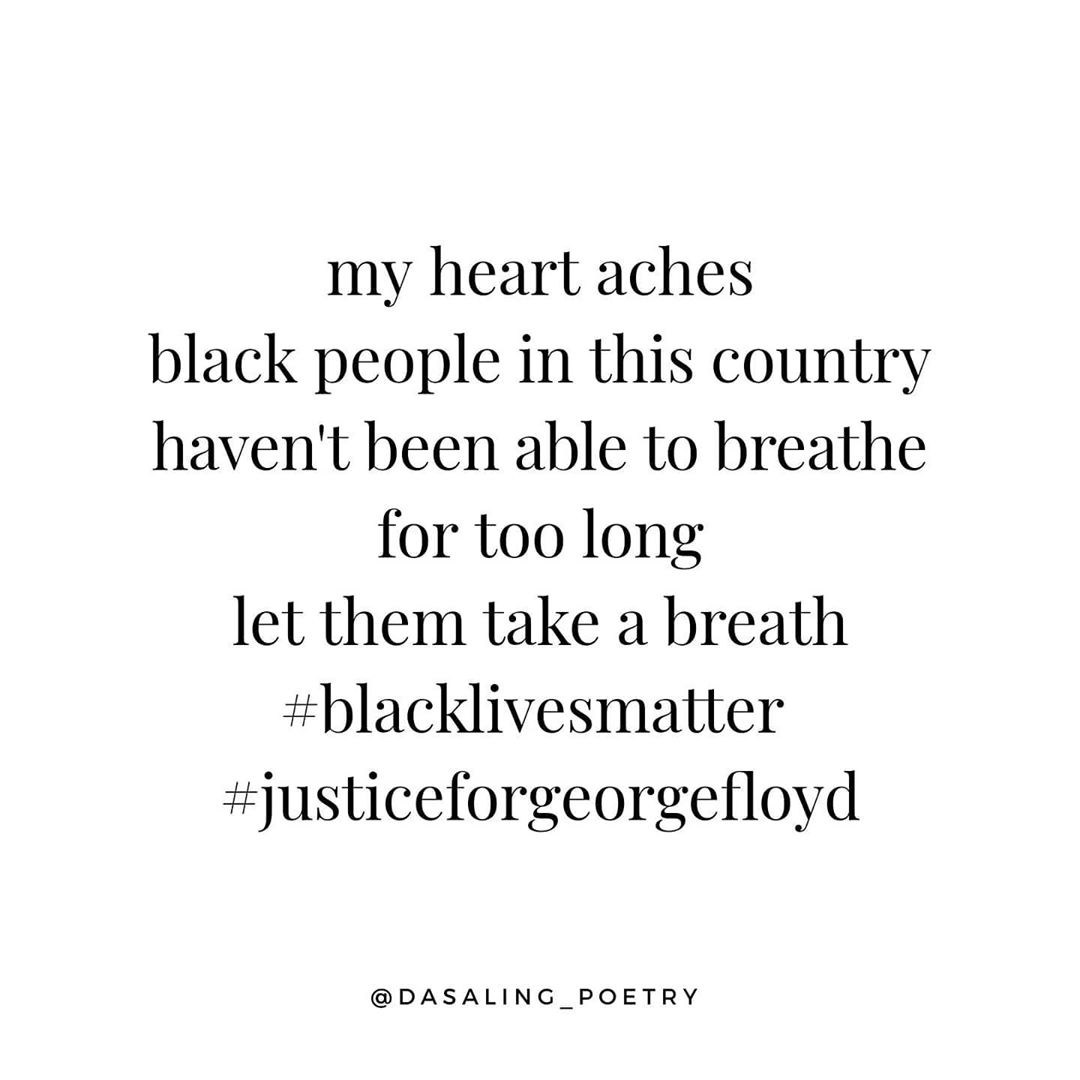 my heart aches
black people in this country
haven't been able to breathe
for too long
let them take a breath
#blacklivesmatter
#justiceforgeorgefloyd
@DASALING_POETRY